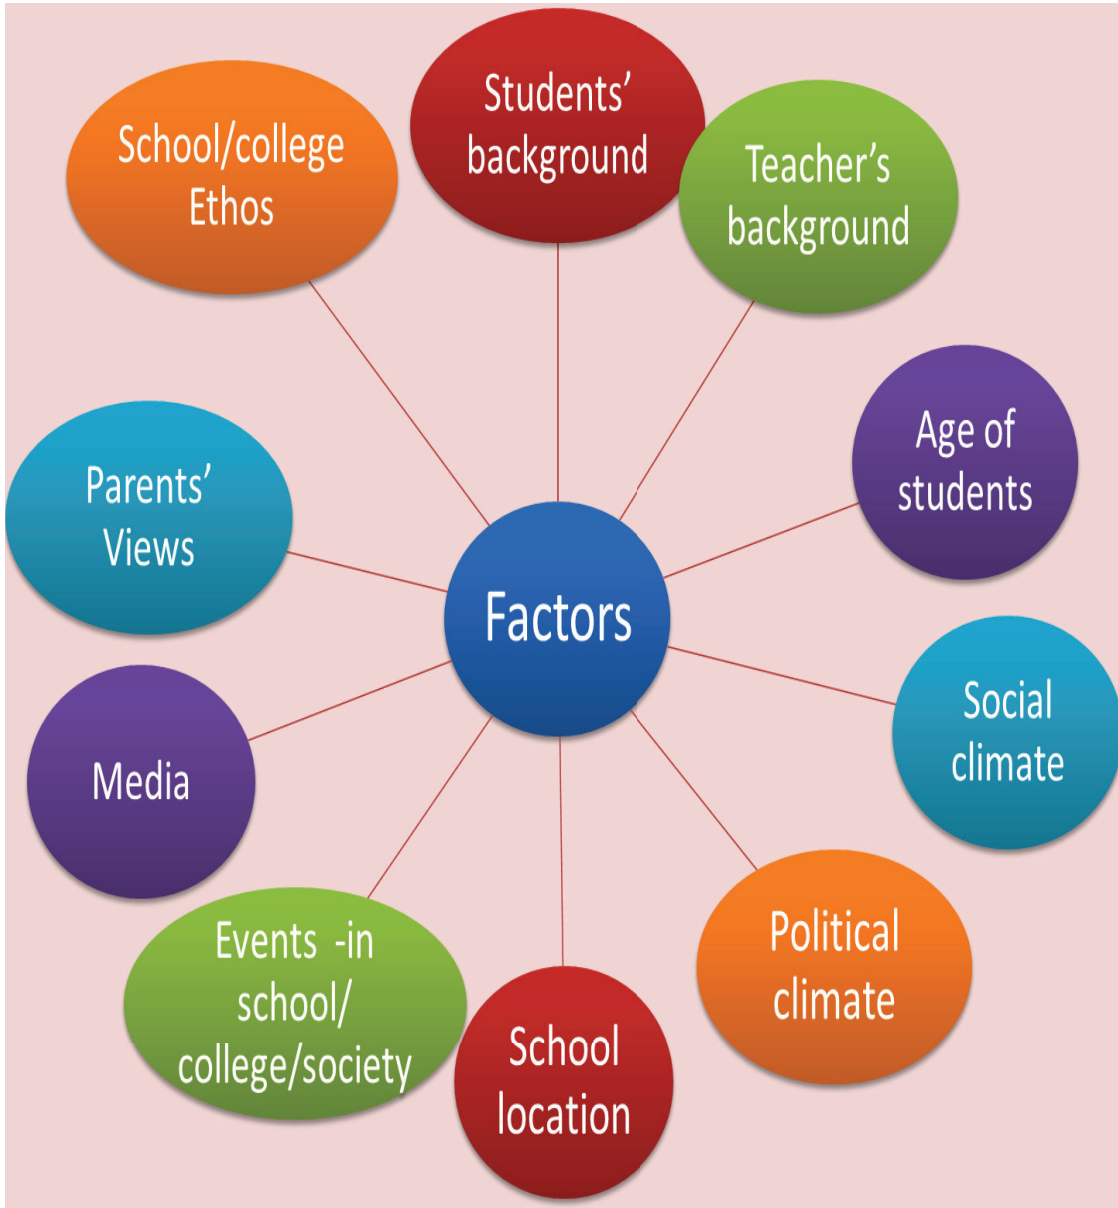 Students’
background
Teacher’s
background
Age of
students
Social
climate
Political
climate
School
location
Events -in
school/
college/society
Media
Parents’
Views
School/college
Ethos
Factors